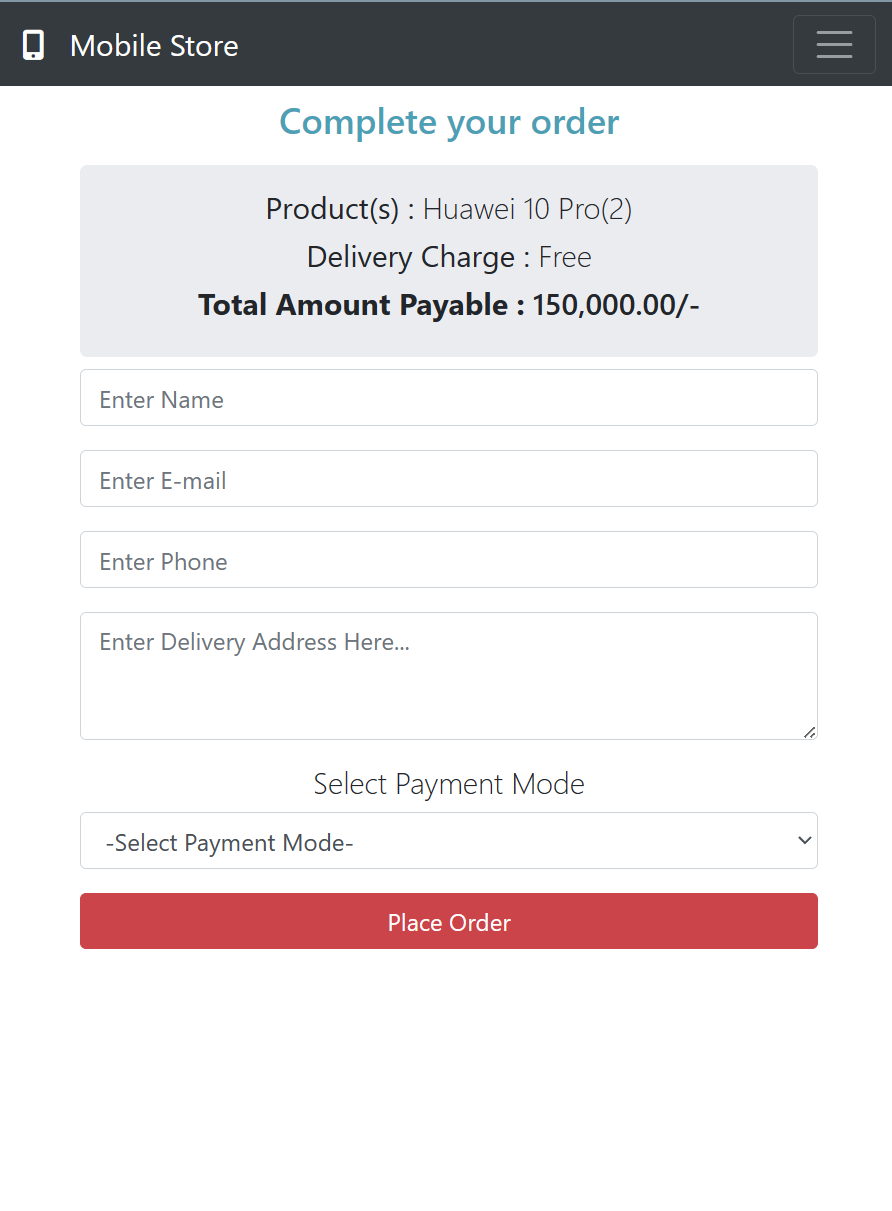 Mobile Store
Complete your order
Product(s) : Huawei 10 Pro(2)
Delivery Charge : Free
Total Amount Payable : 150,000.00/-
Enter Name
Enter E-mail
Enter Phone
Enter Delivery Address Here...
Select Payment Mode
-Select Payment Mode-
Place Order